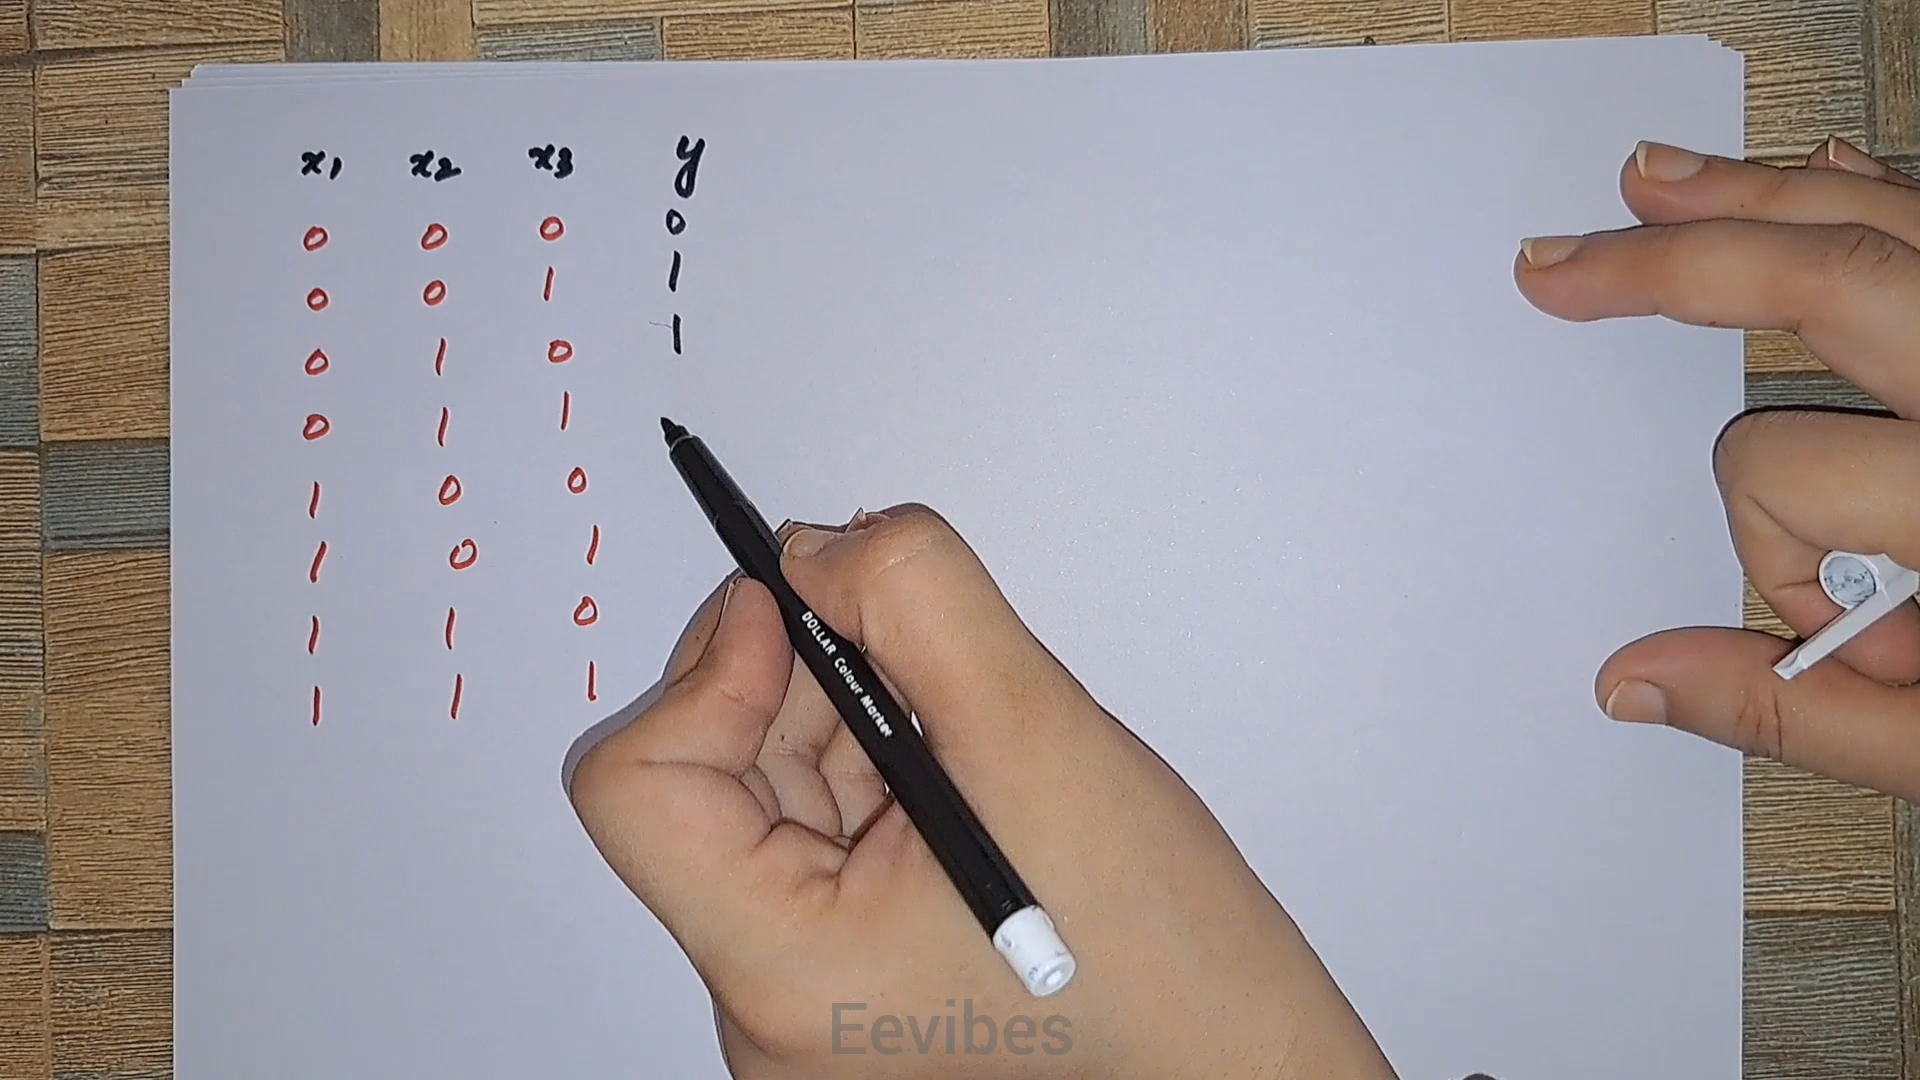 x1 x2 x3 y
0 0 0 0
0 0 1 1
0 1 0 1
0 1 1
1 0 0
1 0 1
1 1 0
1 1 1
DOLLAR Colour Marker
Eevibes